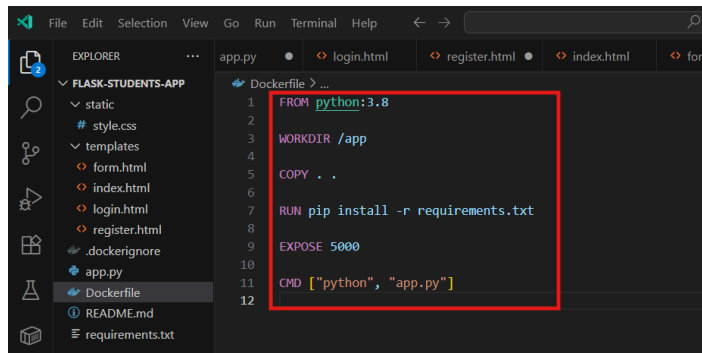 File Edit Selection View Go Run Terminal Help
EXPLORER
2
FLASK-STUDENTS-APP
static
# style.css
templates
<> form.html
<> index.html
<> login.html
<> register.html
.dockerignore
app.py
Dockerfile
README.md
requirements.txt
app.py <> login.html <> register.html <> index.html <> for
Dockerfile > ...
1 FROM python:3.8
2
3 WORKDIR /app
4
5 COPY . .
6
7 RUN pip install -r requirements.txt
8
9 EXPOSE 5000
10
11 CMD ["python", "app.py"]
12